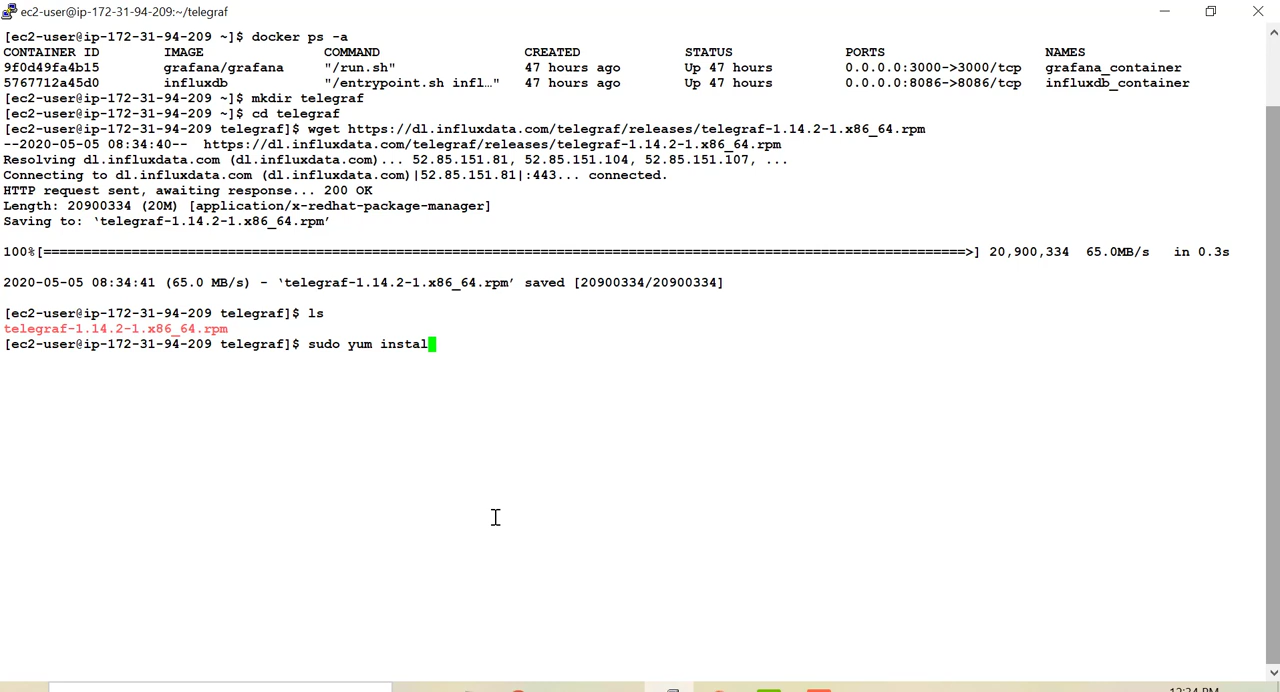 ec2-user@ip-172-31-94-209:~/telegraf
[ec2-user@ip-172-31-94-209 ~]$ docker ps -a
CONTAINER ID        IMAGE               COMMAND                  CREATED             STATUS              PORTS                    NAMES
9f0d49fa4b15        grafana/grafana     "/run.sh"                47 hours ago        Up 47 hours         0.0.0.0:3000->3000/tcp   grafana_container
5767712a45d0        influxdb            "/entrypoint.sh infl…"   47 hours ago        Up 47 hours         0.0.0.0:8086->8086/tcp   influxdb_container
[ec2-user@ip-172-31-94-209 ~]$ mkdir telegraf
[ec2-user@ip-172-31-94-209 ~]$ cd telegraf
[ec2-user@ip-172-31-94-209 telegraf]$ wget https://dl.influxdata.com/telegraf/releases/telegraf-1.14.2-1.x86_64.rpm
--2020-05-05 08:34:40--  https://dl.influxdata.com/telegraf/releases/telegraf-1.14.2-1.x86_64.rpm
Resolving dl.influxdata.com (dl.influxdata.com)... 52.85.151.81, 52.85.151.104, 52.85.151.107, ...
Connecting to dl.influxdata.com (dl.influxdata.com)|52.85.151.81|:443... connected.
HTTP request sent, awaiting response... 200 OK
Length: 20900334 (20M) [application/x-redhat-package-manager]
Saving to: ‘telegraf-1.14.2-1.x86_64.rpm’
100%[===================================================================================================================>] 20,900,334  65.0MB/s   in 0.3s
2020-05-05 08:34:41 (65.0 MB/s) - ‘telegraf-1.14.2-1.x86_64.rpm’ saved [20900334/20900334]
[ec2-user@ip-172-31-94-209 telegraf]$ ls
telegraf-1.14.2-1.x86_64.rpm
[ec2-user@ip-172-31-94-209 telegraf]$ sudo yum instal